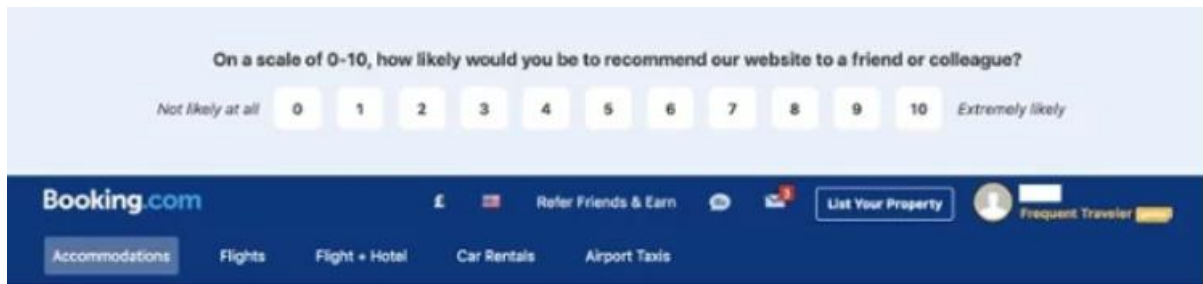 On a scale of 0-10, how likely would you be to recommend our website to a friend or colleague?
Not likely at all 0 1 2 3 4 5 6 7 8 9 10 Extremely likely
Booking.com £ Refer Friends & Earn 3 List Your Property
Frequent Traveler
Accommodations Flights Flight + Hotel Car Rentals Airport Taxis